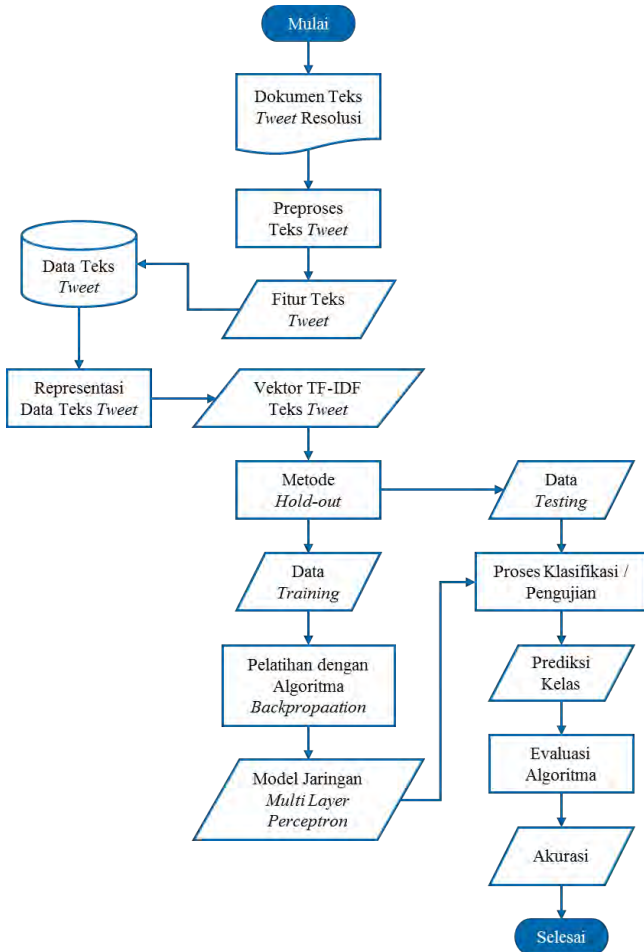 Mulai
Dokumen Teks
Tweet Resolusi
Preproses
Teks Tweet
Fitur Teks
Tweet
Data Teks
Tweet
Representasi
Data Teks Tweet
Vektor TF-IDF
Teks Tweet
Metode
Hold-out
Data
Training
Pelatihan dengan
Algoritma
Backpropaation
Model Jaringan
Multi Layer
Perceptron
Data
Testing
Proses Klasifikasi /
Pengujian
Prediksi
Kelas
Evaluasi
Algoritma
Akurasi
Selesai